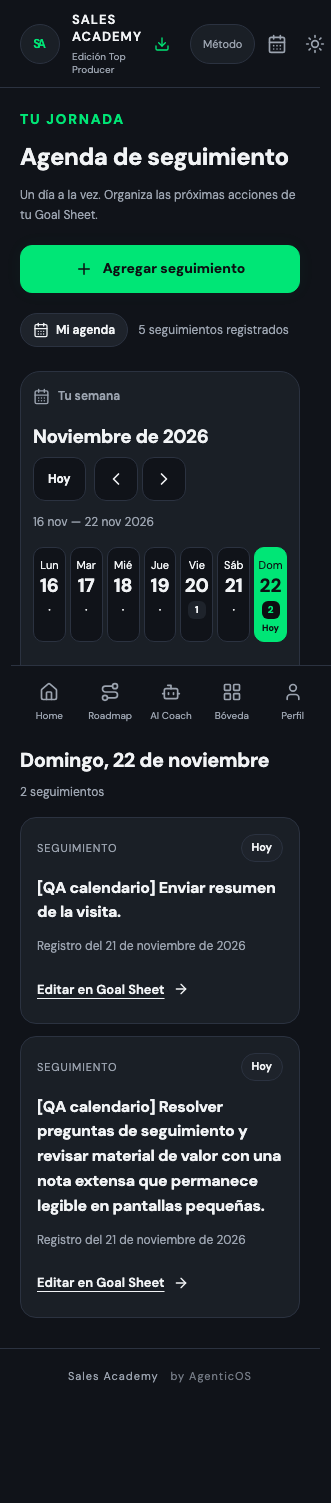 SA
SALES
ACADEMY
Edición Top
Producer
Método
TU JORNADA
Agenda de seguimiento
Un día a la vez. Organiza las próximas acciones de
tu Goal Sheet.
Agregar seguimiento
Mi agenda
5 seguimientos registrados
Tu semana
Noviembre de 2026
Hoy
16 nov — 22 nov 2026
Lun Mar Mié Jue Vie Sáb Dom
16 17 18 19 20 21 22
· · · · 1 · 2
Hoy
Home Roadmap AI Coach Bóveda Perfil
Domingo, 22 de noviembre
2 seguimientos
SEGUIMIENTO
Hoy
[QA calendario] Enviar resumen
de la visita.
Registro del 21 de noviembre de 2026
Editar en Goal Sheet
SEGUIMIENTO
Hoy
[QA calendario] Resolver
preguntas de seguimiento y
revisar material de valor con una
nota extensa que permanece
legible en pantallas pequeñas.
Registro del 21 de noviembre de 2026
Editar en Goal Sheet
Sales Academy by AgenticOS